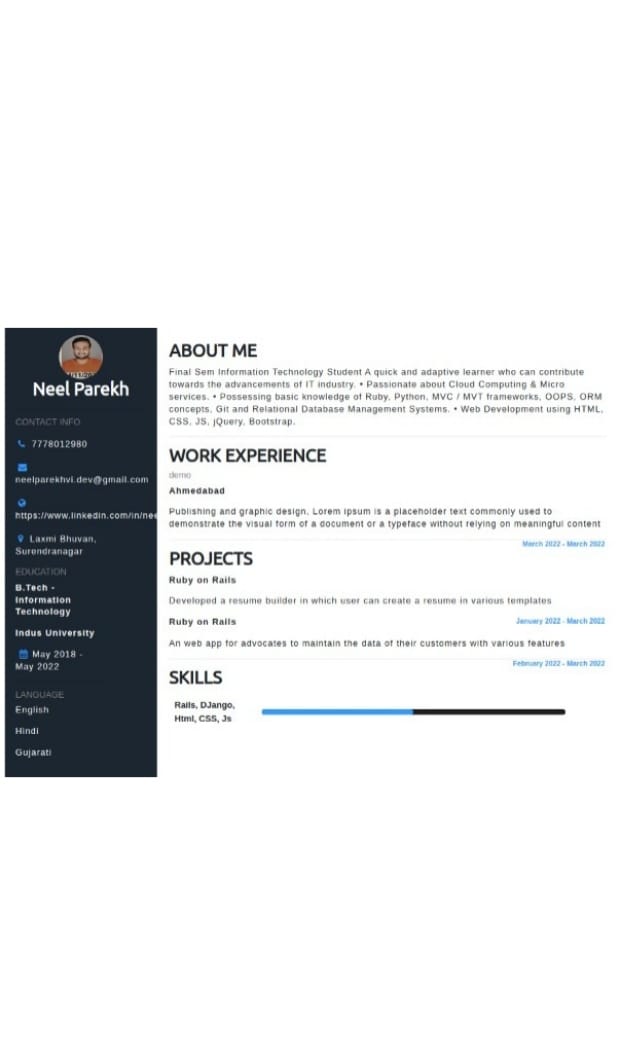 Neel Parekh
CONTACT INFO
7778012980
neelparekhvi.dev@gmail.com
https://www.linkedin.com/in/nee
Laxmi Bhuvan,
Surendranagar
EDUCATION
B.Tech -
Information
Technology
Indus University
May 2018 -
May 2022
LANGUAGE
English
Hindi
Gujarati
ABOUT ME
Final Sem Information Technology Student A quick and adaptive learner who can contribute
towards the advancements of IT industry. • Passionate about Cloud Computing & Micro
services. • Possessing basic knowledge of Ruby, Python, MVC / MVT frameworks, OOPS, ORM
concepts, Git and Relational Database Management Systems. • Web Development using HTML,
CSS, JS, jQuery, Bootstrap.
WORK EXPERIENCE
demo
Ahmedabad
Publishing and graphic design, Lorem ipsum is a placeholder text commonly used to
demonstrate the visual form of a document or a typeface without relying on meaningful content
March 2022 - March 2022
PROJECTS
Ruby on Rails
Developed a resume builder in which user can create a resume in various templates
January 2022 - March 2022
Ruby on Rails
An web app for advocates to maintain the data of their customers with various features
February 2022 - March 2022
SKILLS
Rails, DJango,
Html, CSS, Js